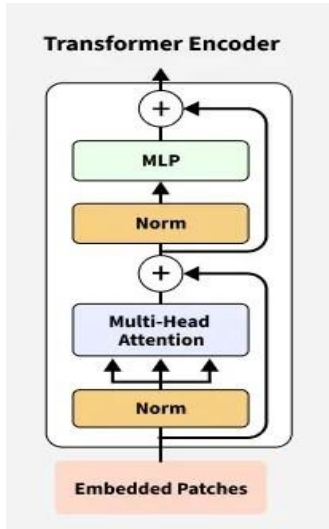 Transformer Encoder
+
MLP
Norm
+
Multi-Head
Attention
Norm
Embedded Patches